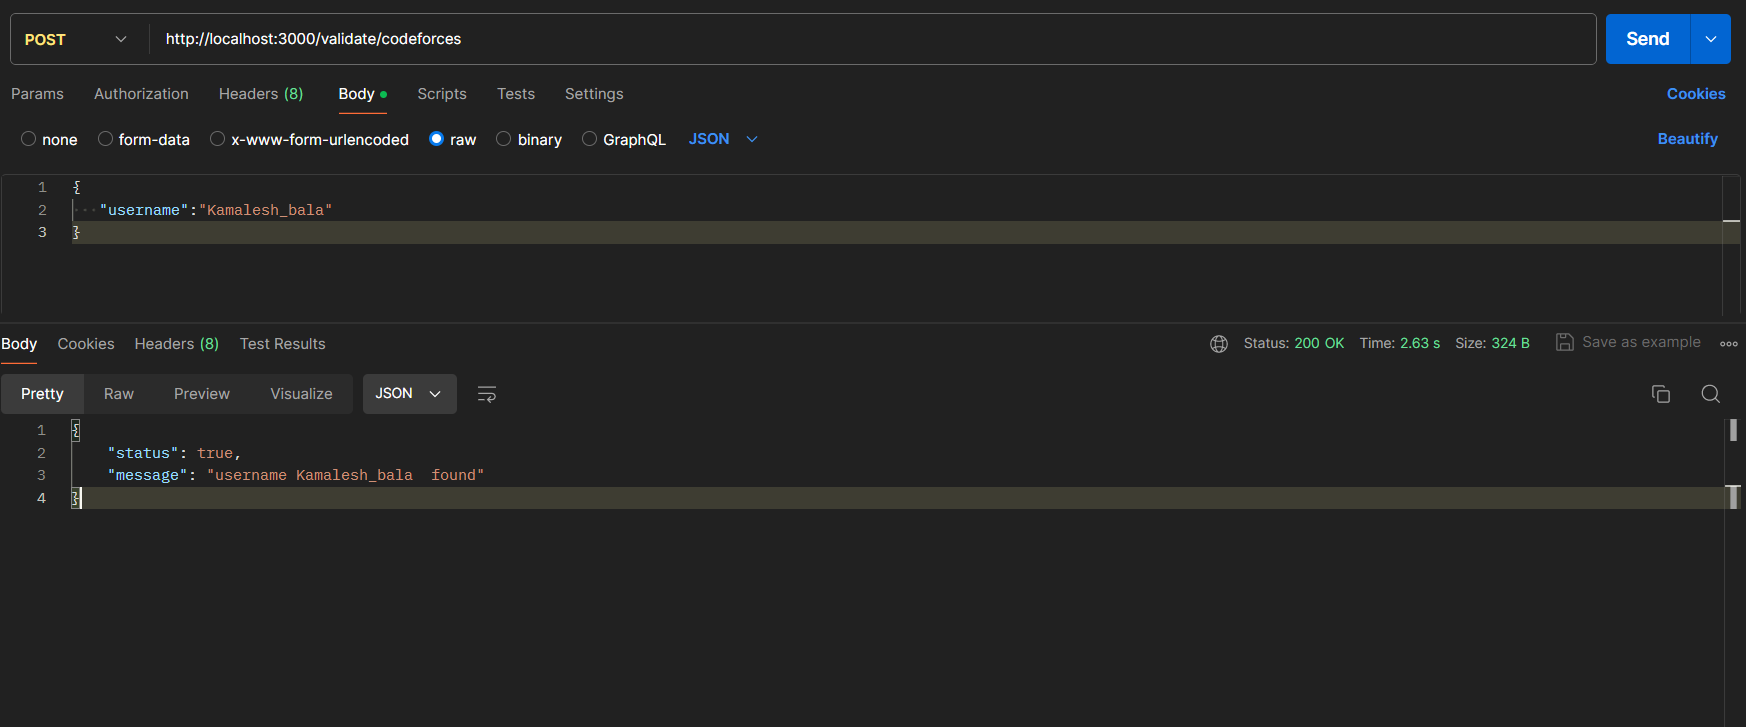 POST http://localhost:3000/validate/codeforces Send
Params Authorization Headers (8) Body Scripts Tests Settings Cookies
none form-data x-www-form-urlencoded raw binary GraphQL JSON Beautify
1 {
2 "username":"Kamalesh_bala"
3 }
Body Cookies Headers (8) Test Results Status: 200 OK Time: 2.63 s Size: 324 B Save as example
Pretty Raw Preview Visualize JSON
1 {
2 "status": true,
3 "message": "username Kamalesh_bala  found"
4 }